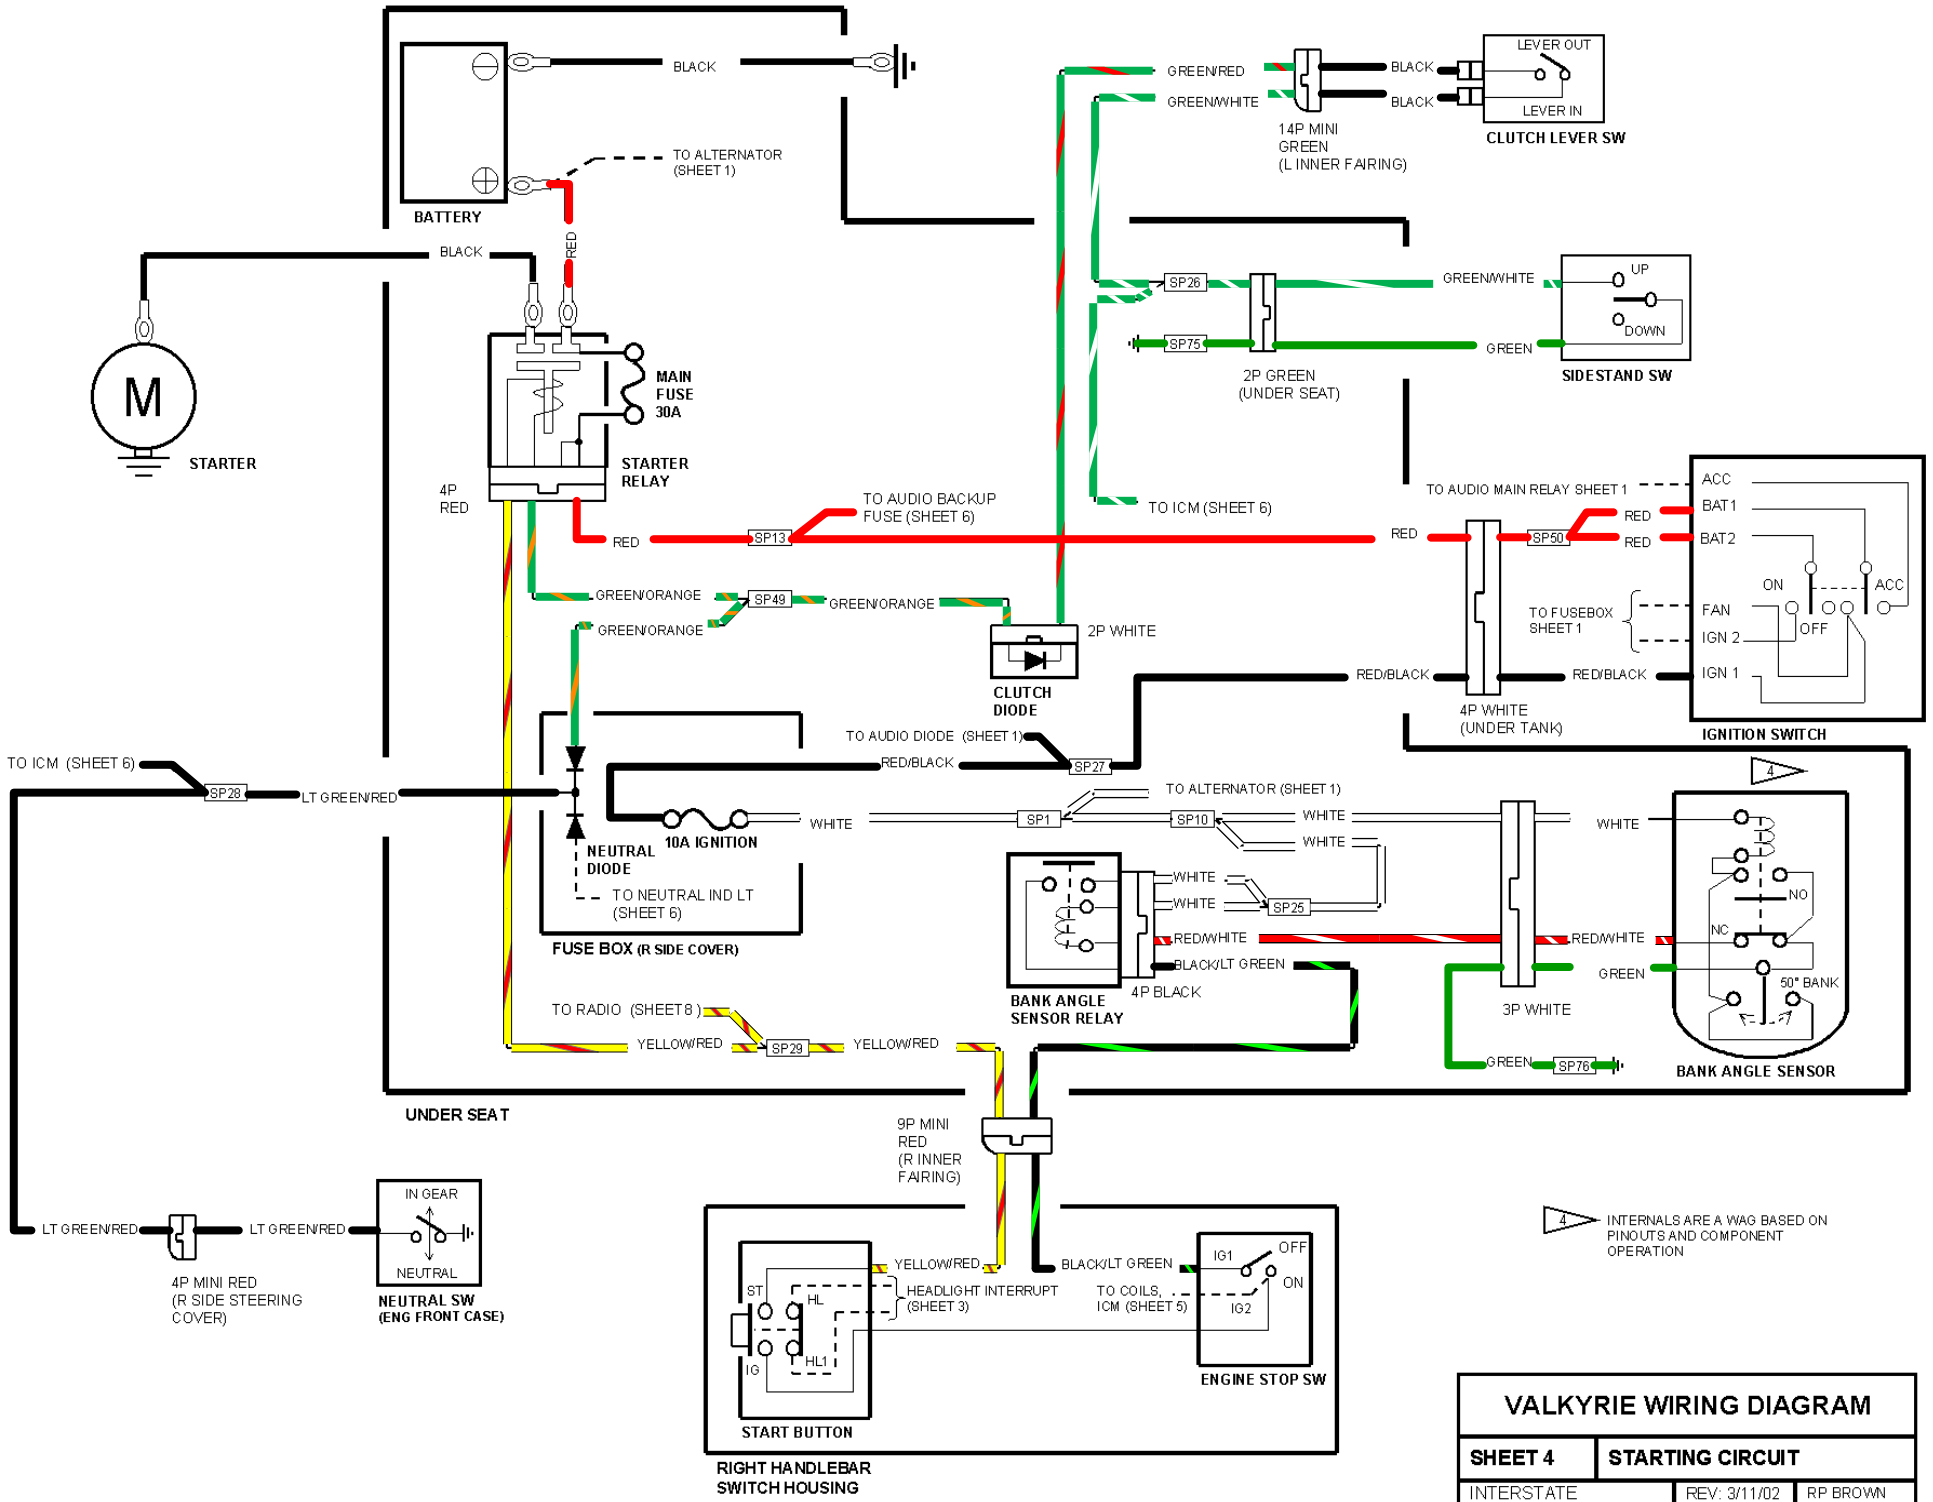 BLACK
LEVER OUT
GREEN/RED
BLACK
GREEN/WHITE
BLACK
LEVER IN
14P MINI
GREEN
(L INNER FAIRING)
CLUTCH LEVER SW
TO ALTERNATOR
(SHEET 1)
BATTERY
RED
BLACK
GREEN/WHITE
UP
SP26
DOWN
SP75
GREEN
2P GREEN
(UNDER SEAT)
SIDESTAND SW
M
STARTER
MAIN
FUSE
30A
STARTER
RELAY
4P
RED
TO AUDIO BACKUP
FUSE (SHEET 6)
TO ICM (SHEET 6)
TO AUDIO MAIN RELAY SHEET 1
ACC
BAT1
BAT2
RED
SP13
RED
SP50
RED
RED
ON
ACC
OFF
FAN
IGN 2
IGN 1
TO FUSEBOX
SHEET 1
GREEN/ORANGE
SP49
GREEN/ORANGE
GREEN/ORANGE
2P WHITE
CLUTCH
DIODE
RED/BLACK
RED/BLACK
4P WHITE
(UNDER TANK)
IGNITION SWITCH
TO AUDIO DIODE (SHEET 1)
RED/BLACK
SP27
TO ICM (SHEET 6)
SP28
LT GREEN/RED
4
TO ALTERNATOR (SHEET 1)
WHITE
SP1
SP10
WHITE
WHITE
WHITE
10A IGNITION
NEUTRAL
DIODE
TO NEUTRAL IND LT
(SHEET 6)
FUSE BOX (R SIDE COVER)
WHITE
WHITE
SP25
RED/WHITE
BLACK/LT GREEN
4P BLACK
BANK ANGLE
SENSOR RELAY
RED/WHITE
GREEN
3P WHITE
NO
NC
50° BANK
GREEN
SP76
BANK ANGLE SENSOR
TO RADIO (SHEET 8)
YELLOW/RED
SP29
YELLOW/RED
UNDER SEAT
9P MINI
RED
(R INNER
FAIRING)
IN GEAR
NEUTRAL
LT GREEN/RED
LT GREEN/RED
4P MINI RED
(R SIDE STEERING
COVER)
NEUTRAL SW
(ENG FRONT CASE)
YELLOW/RED
BLACK/LT GREEN
HEADLIGHT INTERRUPT
(SHEET 3)
TO COILS,
ICM (SHEET 5)
ST
HL
IG
HL1
IG1
OFF
ON
IG2
START BUTTON
ENGINE STOP SW
RIGHT HANDLEBAR
SWITCH HOUSING
4
INTERNALS ARE A WAG BASED ON
PINOUTS AND COMPONENT
OPERATION
VALKYRIE WIRING DIAGRAM
SHEET 4
STARTING CIRCUIT
INTERSTATE
REV: 3/11/02
RP BROWN